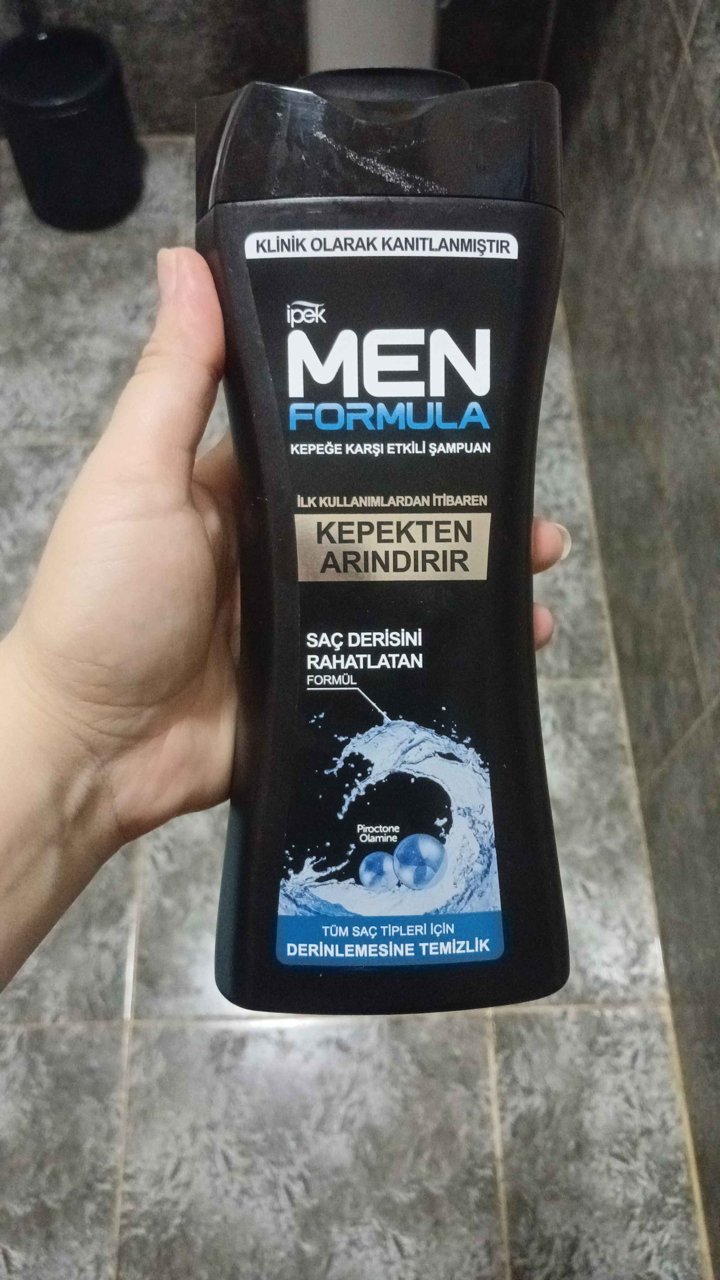 KLİNİK OLARAK KANITLANMIŞTIR
ipek
MEN
FORMULA
KEPEĞE KARŞI ETKİLİ ŞAMPUAN
İLK KULLANIMLARDAN İTİBAREN
KEPEKTEN
ARINDIRIR
SAÇ DERİSİNİ
RAHATLATAN
FORMÜL
Piroctone
Olamine
TÜM SAÇ TİPLERİ İÇİN
DERİNLEMESİNE TEMİZLİK